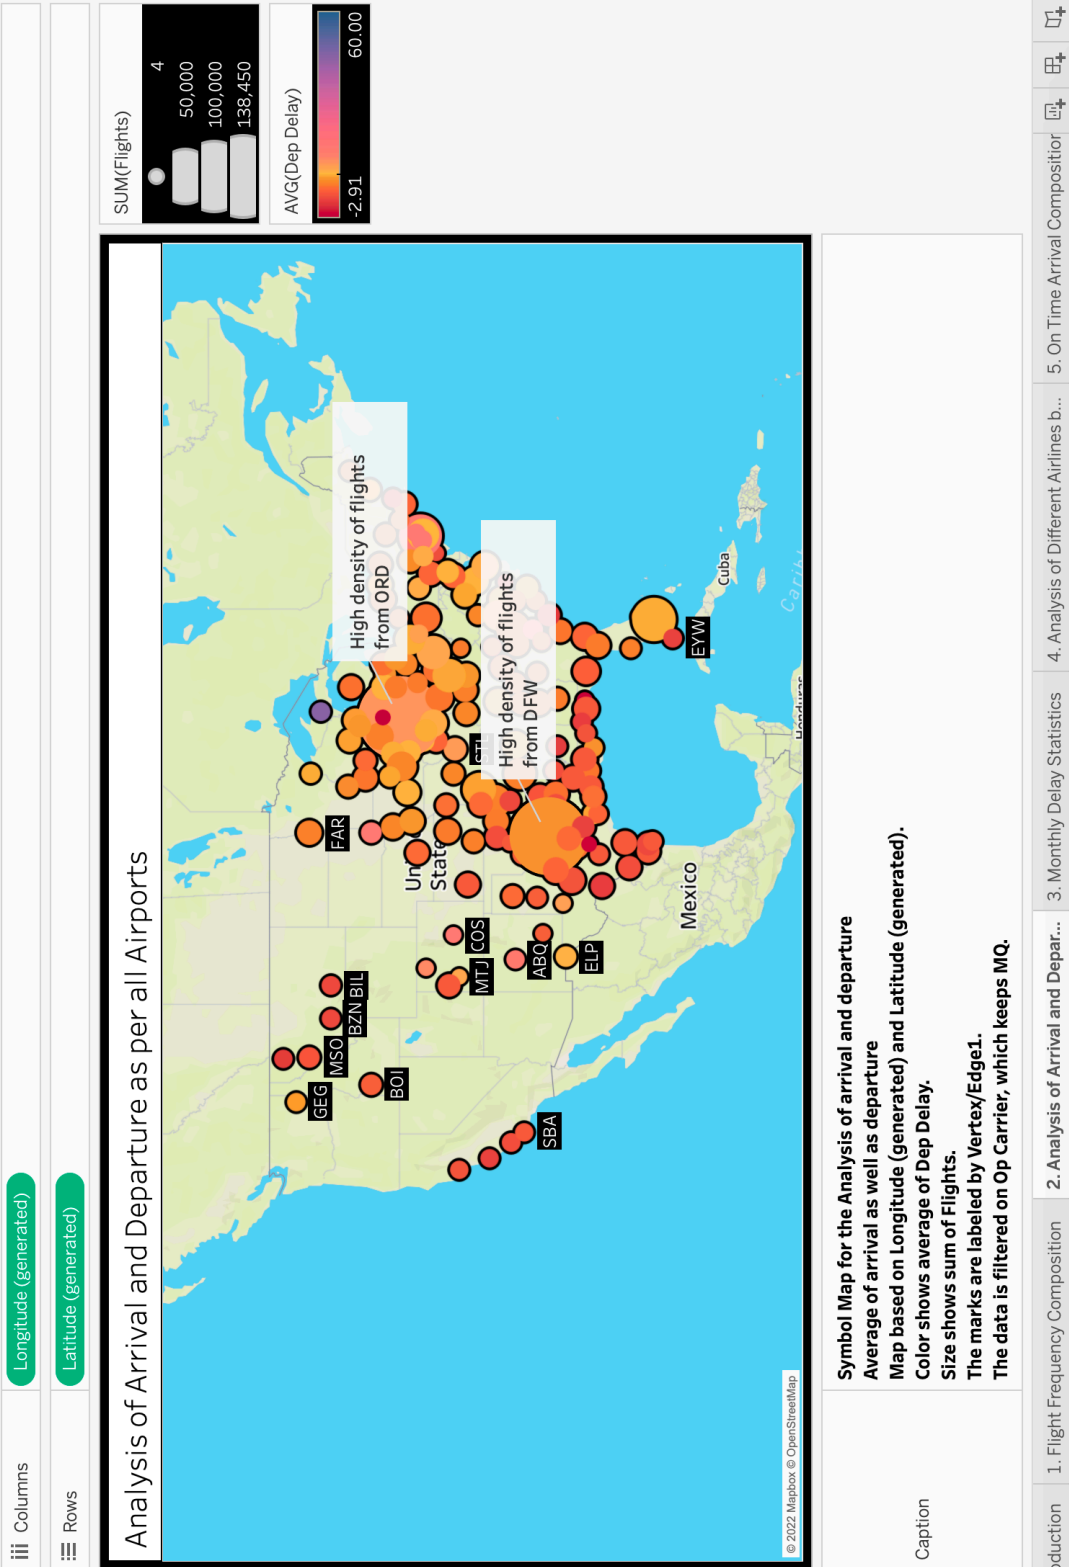 Columns
Longitude (generated)
Rows
Latitude (generated)
Analysis of Arrival and Departure as per all Airports
SUM(Flights)
4
50,000
100,000
138,450
AVG(Dep Delay)
-2.91
60.00
High density of flights
from ORD
High density of flights
from DFW
GEG
MSO
BZN
BIL
FAR
BOI
COS
MTJ
ABQ
ELP
SBA
STL
EYW
State
Mexico
Cuba
Honduras
© 2022 Mapbox © OpenStreetMap
Caption
Symbol Map for the Analysis of arrival and departure
Average of arrival as well as departure
Map based on Longitude (generated) and Latitude (generated).
Color shows average of Dep Delay.
Size shows sum of Flights.
The marks are labeled by Vertex/Edge1.
The data is filtered on Op Carrier, which keeps MQ.
oduction
1. Flight Frequency Composition
2. Analysis of Arrival and Depar...
3. Monthly Delay Statistics
4. Analysis of Different Airlines b...
5. On Time Arrival Composition